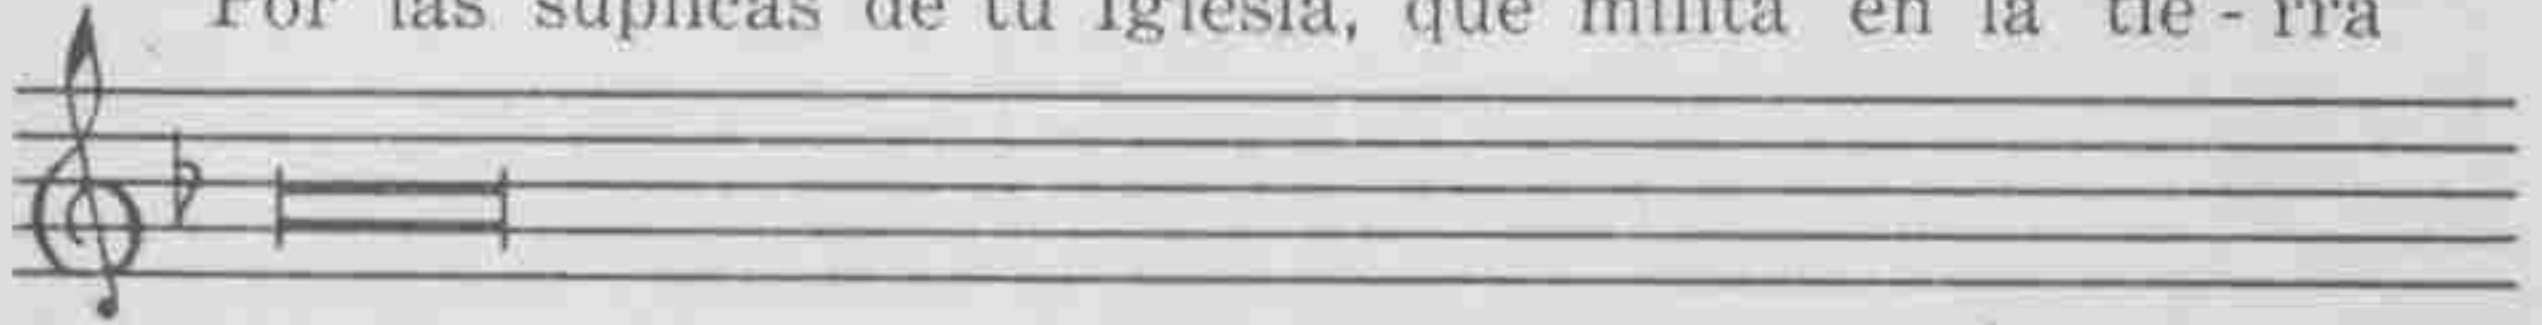 Por las súplicas de tu Iglesia, que milita en la tie - rra